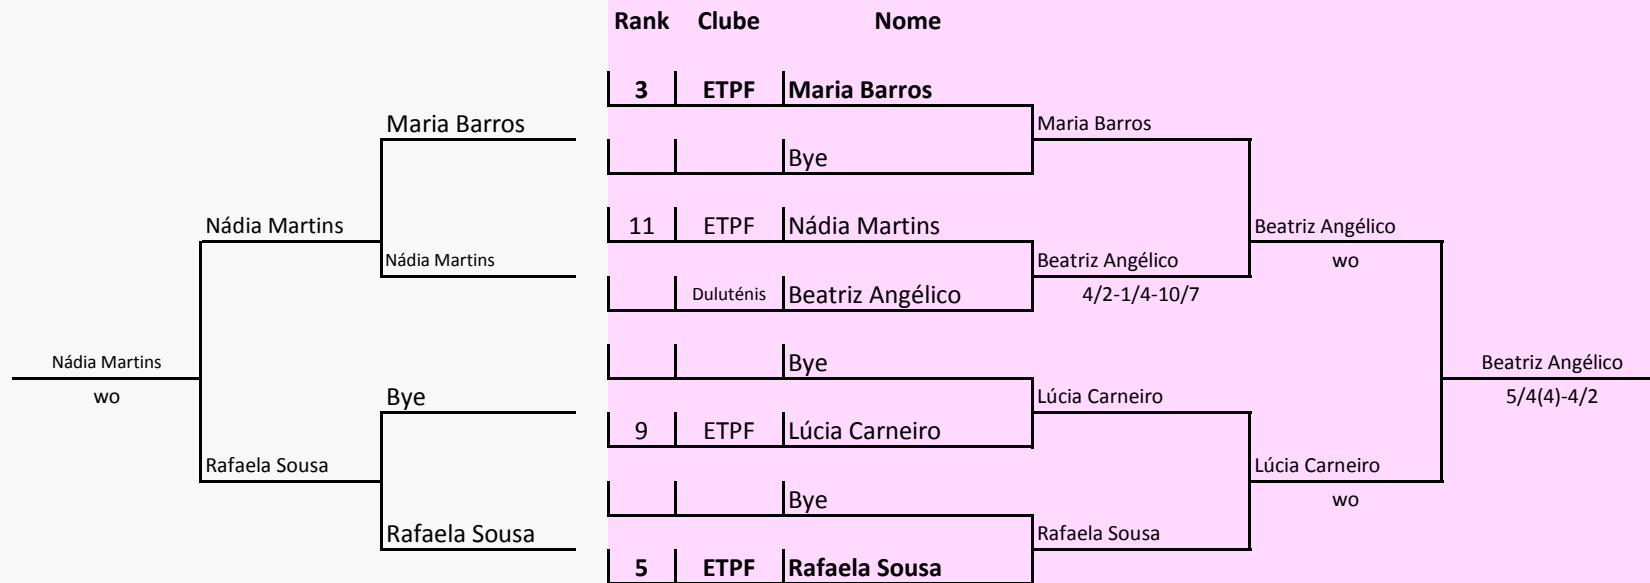 Rank Clube Nome
3 ETPF Maria Barros
Maria Barros Maria Barros
Bye
Nádia Martins 11 ETPF Nádia Martins Beatriz Angélico
Nádia Martins Beatriz Angélico wo
Duluténis Beatriz Angélico 4/2-1/4-10/7
Nádia Martins Bye Beatriz Angélico
wo Bye Lúcia Carneiro 5/4(4)-4/2
9 ETPF Lúcia Carneiro
Rafaela Sousa Lúcia Carneiro
Bye wo
Rafaela Sousa Rafaela Sousa
5 ETPF Rafaela Sousa